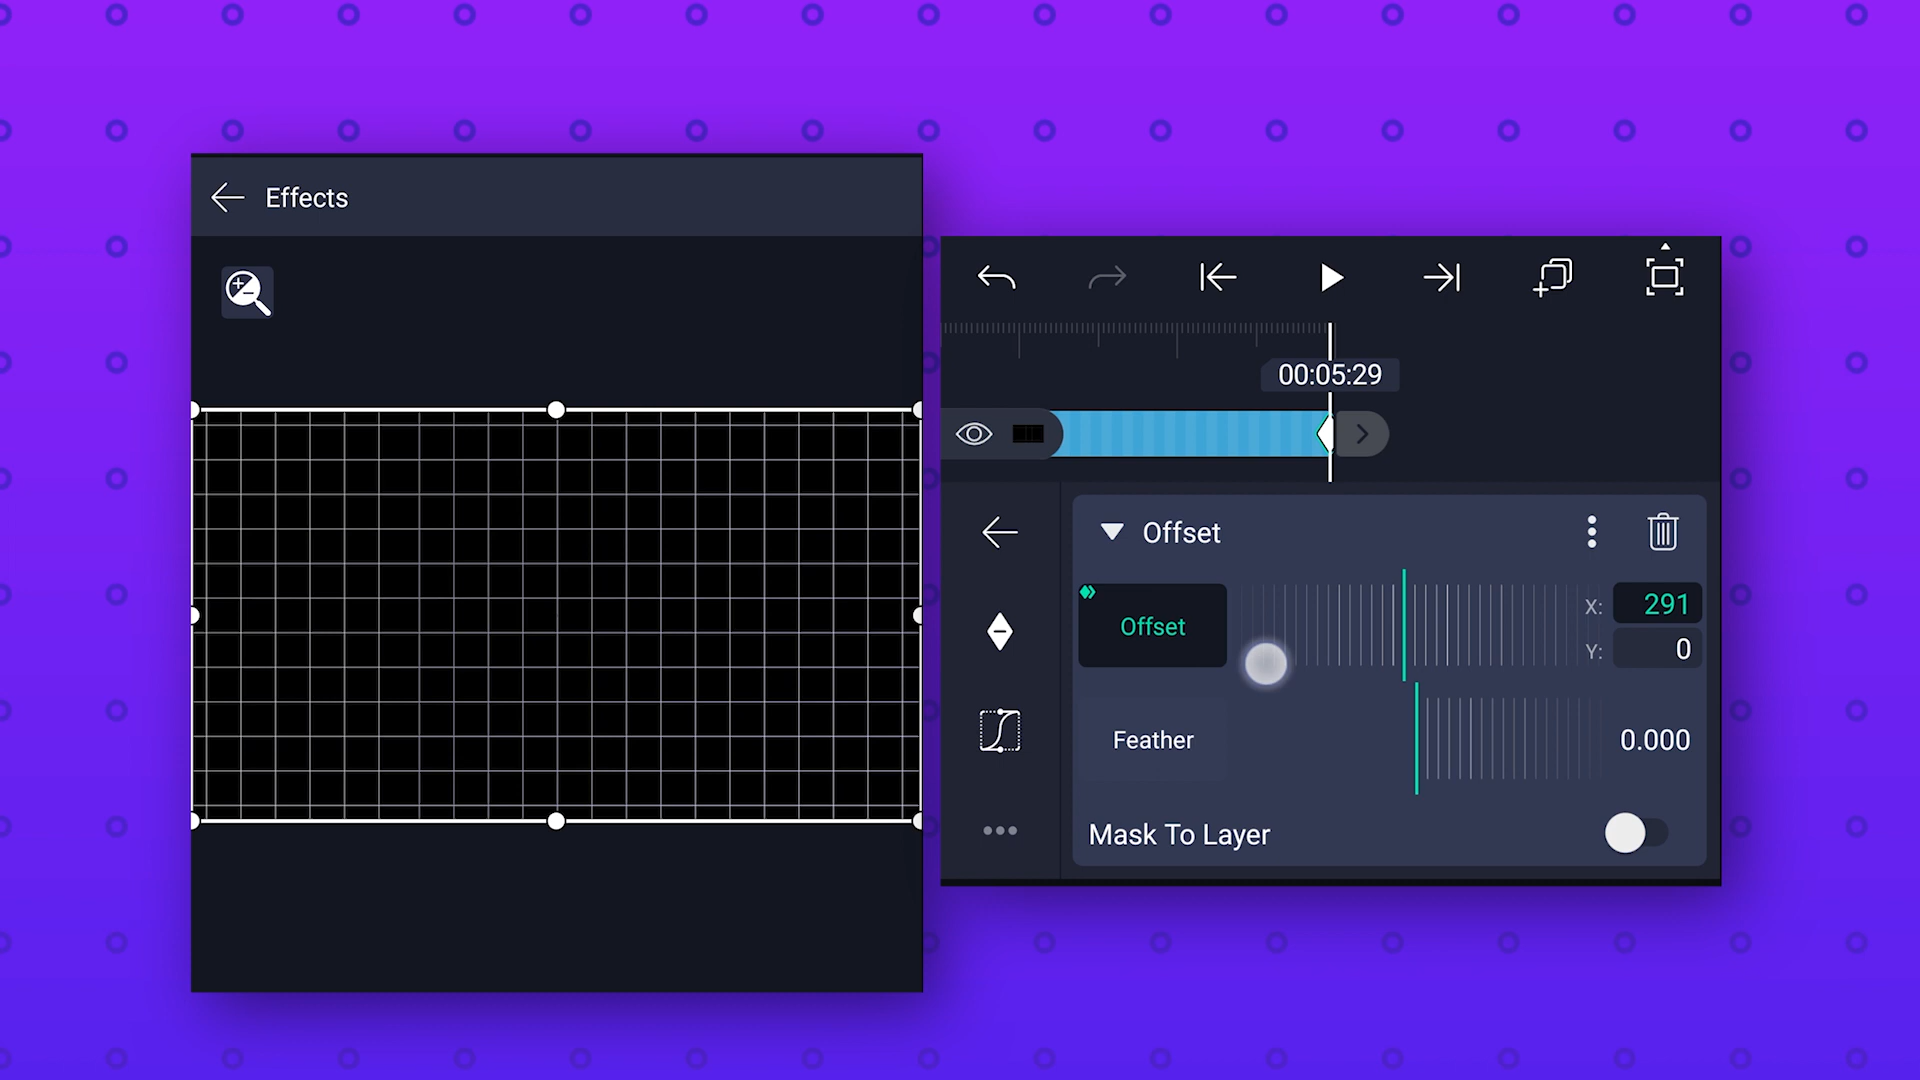 Effects
00:05:29
Offset
Offset
X: 291
Y: 0
Feather
0.000
Mask To Layer